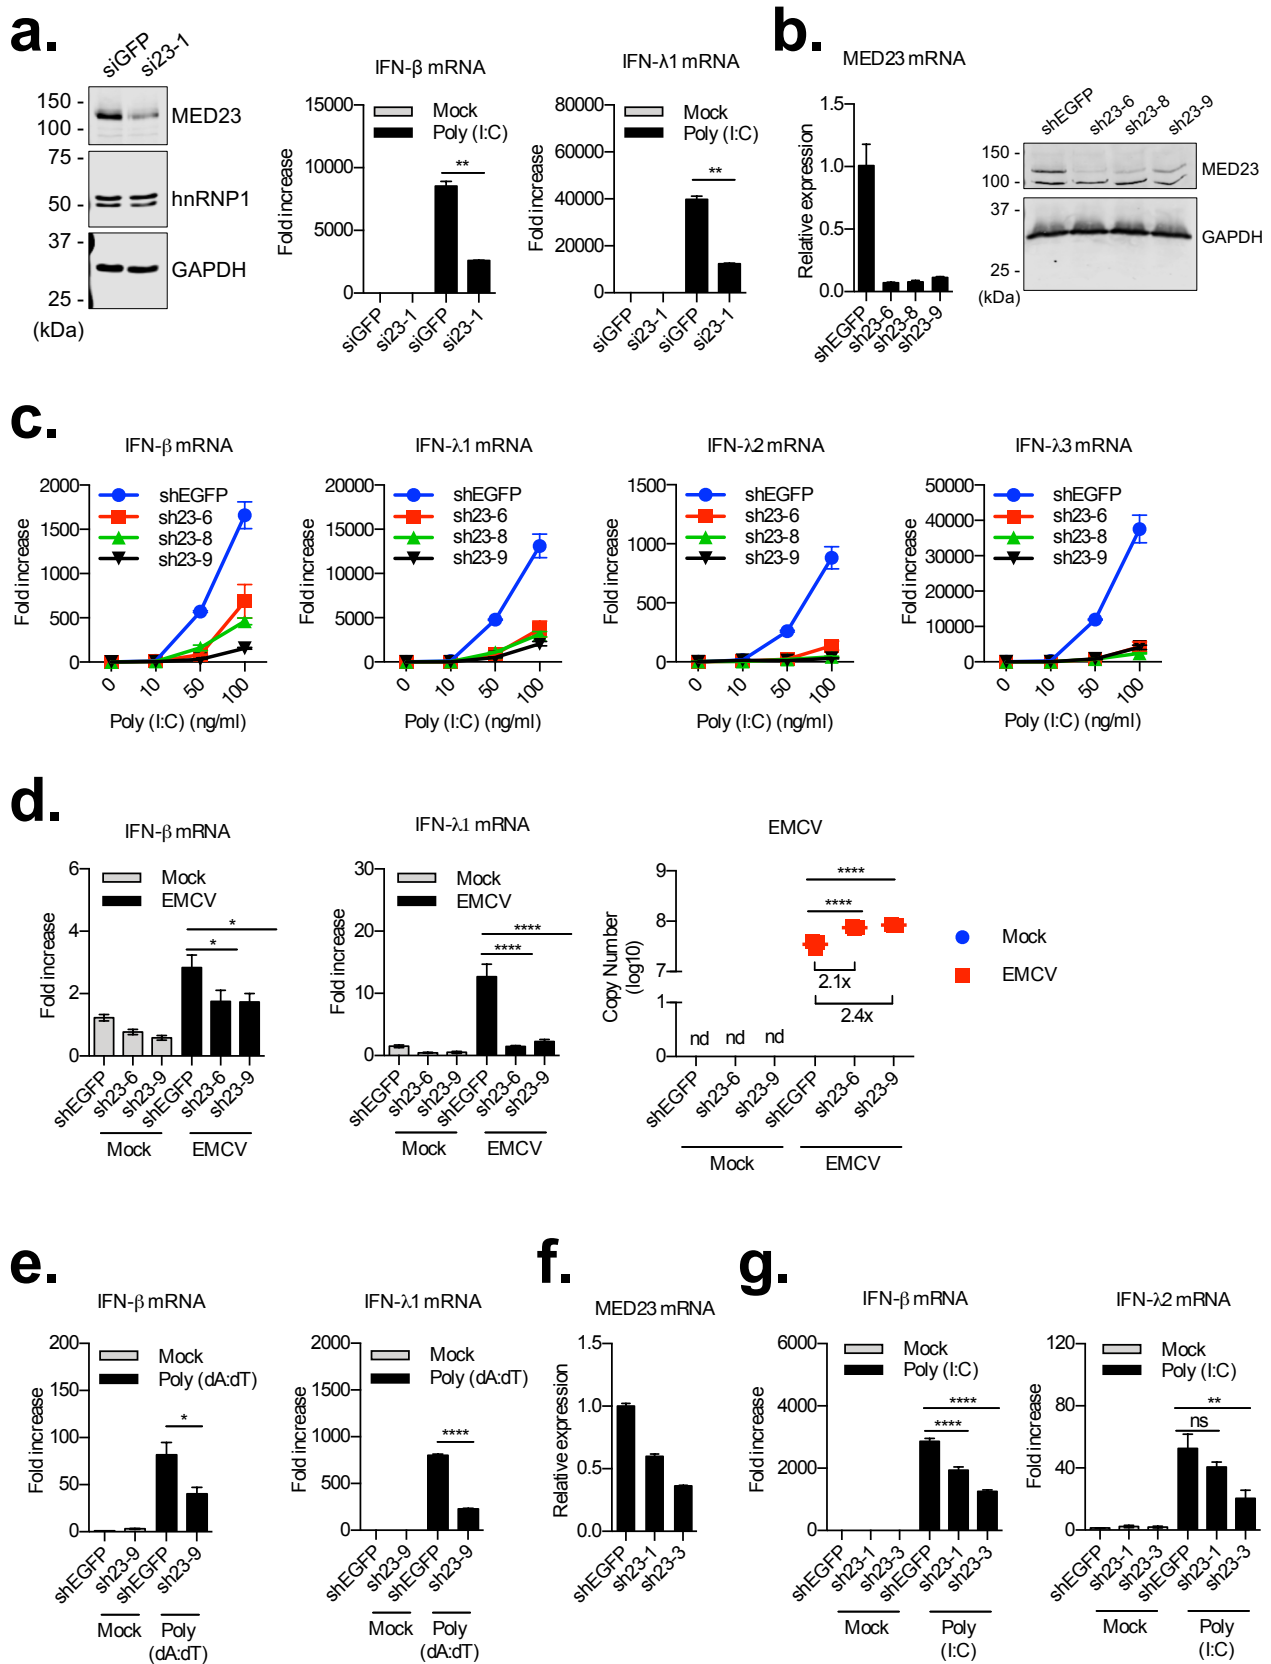 a.
siGFP
si23-1
150 -
100 -
MED23
75 -
50 -
hnRNP1
37 -
25 -
GAPDH
(kDa)
IFN-β mRNA
Mock
Poly (I:C)
Fold increase
15000
10000
5000
0
**
siGFP
si23-1
siGFP
si23-1
IFN-λ1 mRNA
Mock
Poly (I:C)
Fold increase
80000
60000
40000
20000
0
**
siGFP
si23-1
siGFP
si23-1
b.
MED23 mRNA
Relative expression
1.5
1.0
0.5
0.0
shEGFP
sh23-6
sh23-8
sh23-9
shEGFP
sh23-6
sh23-8
sh23-9
150 -
100 -
MED23
37 -
25 -
GAPDH
(kDa)
c.
IFN-β mRNA
shEGFP
sh23-6
sh23-8
sh23-9
Fold increase
2000
1500
1000
500
0
0
10
50
100
Poly (I:C) (ng/ml)
IFN-λ1 mRNA
shEGFP
sh23-6
sh23-8
sh23-9
Fold increase
20000
15000
10000
5000
0
0
10
50
100
Poly (I:C) (ng/ml)
IFN-λ2 mRNA
shEGFP
sh23-6
sh23-8
sh23-9
Fold increase
1500
1000
500
0
0
10
50
100
Poly (I:C) (ng/ml)
IFN-λ3 mRNA
shEGFP
sh23-6
sh23-8
sh23-9
Fold increase
50000
40000
30000
20000
10000
0
0
10
50
100
Poly (I:C) (ng/ml)
d.
IFN-β mRNA
Mock
EMCV
Fold increase
6
4
2
0
*
*
shEGFP
sh23-6
sh23-9
shEGFP
sh23-6
sh23-9
Mock
EMCV
IFN-λ1 mRNA
Mock
EMCV
Fold increase
30
20
10
0
****
****
shEGFP
sh23-6
sh23-9
shEGFP
sh23-6
sh23-9
Mock
EMCV
EMCV
Copy Number
(log10)
9
8
7
1
0
****
****
2.1x
2.4x
nd
nd
nd
shEGFP
sh23-6
sh23-9
shEGFP
sh23-6
sh23-9
Mock
EMCV
Mock
EMCV
e.
IFN-β mRNA
Mock
Poly (dA:dT)
Fold increase
200
150
100
50
0
*
shEGFP
sh23-9
shEGFP
sh23-9
Mock
Poly
(dA:dT)
IFN-λ1 mRNA
Mock
Poly (dA:dT)
Fold increase
2000
1500
1000
500
0
****
shEGFP
sh23-9
shEGFP
sh23-9
Mock
Poly
(dA:dT)
f.
MED23 mRNA
Relative expression
1.5
1.0
0.5
0.0
shEGFP
sh23-1
sh23-3
g.
IFN-β mRNA
Mock
Poly (I:C)
Fold increase
6000
4000
2000
0
****
****
shEGFP
sh23-1
sh23-3
shEGFP
sh23-1
sh23-3
Mock
Poly
(I:C)
IFN-λ2 mRNA
Mock
Poly (I:C)
Fold increase
120
80
40
0
**
ns
shEGFP
sh23-1
sh23-3
shEGFP
sh23-1
sh23-3
Mock
Poly
(I:C)